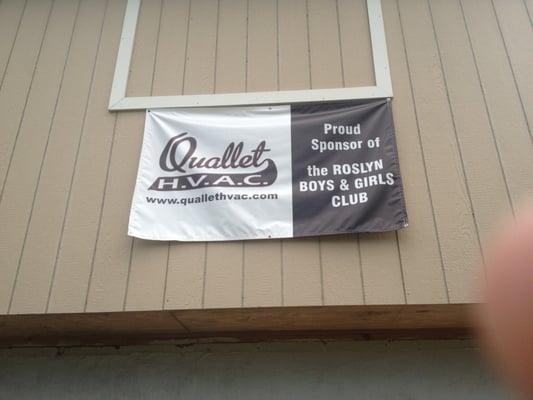 Quallet
H.V.A.C.
www.quallethvac.com
Proud
Sponsor of
the ROSLYN
BOYS & GIRLS
CLUB